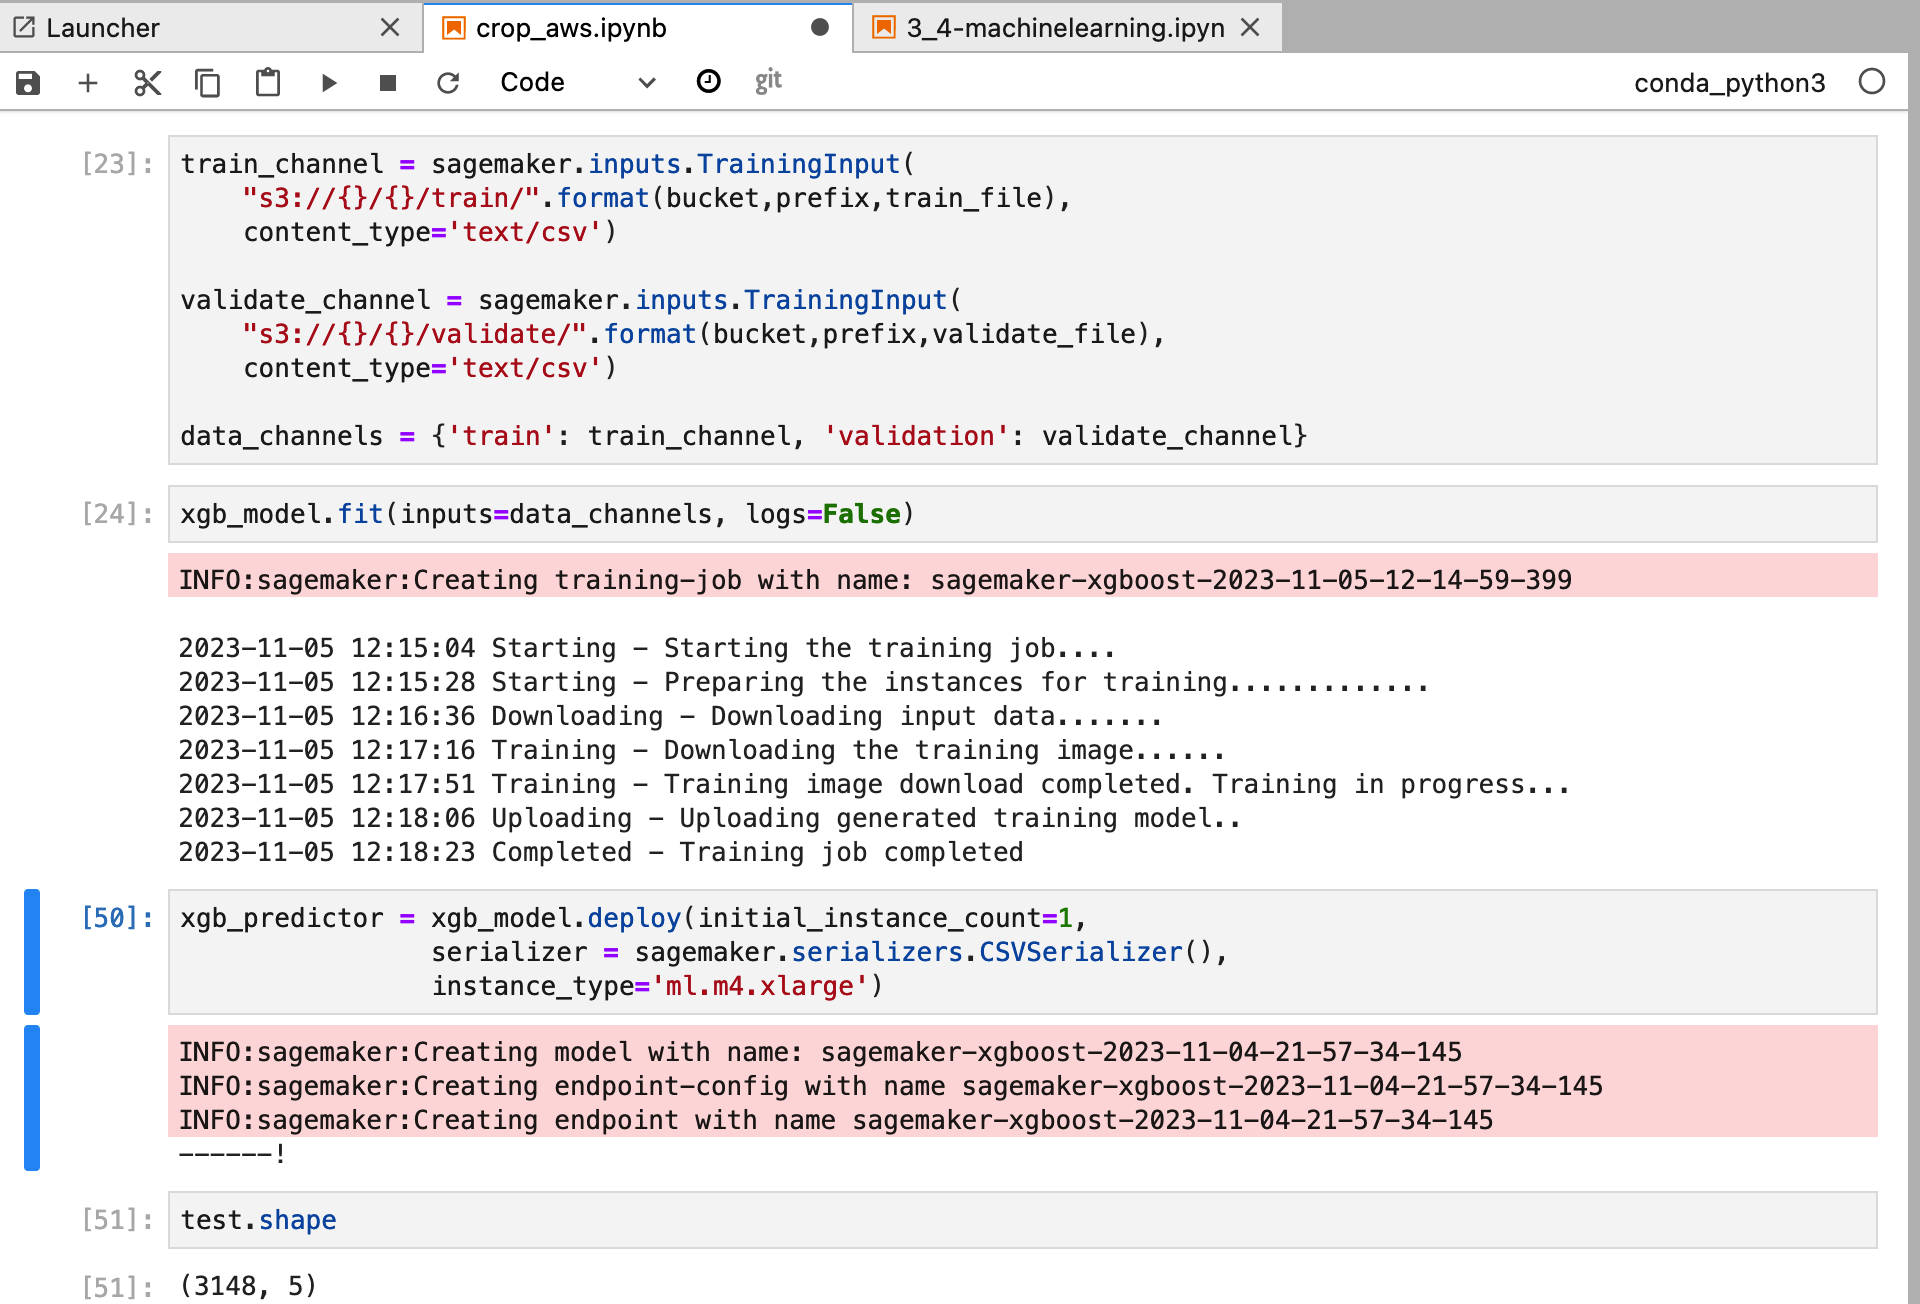 Launcher
crop_aws.ipynb
3_4-machinelearning.ipyn
Code
git
conda_python3
[23]:
train_channel = sagemaker.inputs.TrainingInput(
    "s3://{}/{}/train/".format(bucket,prefix,train_file),
    content_type='text/csv')
validate_channel = sagemaker.inputs.TrainingInput(
    "s3://{}/{}/validate/".format(bucket,prefix,validate_file),
    content_type='text/csv')
data_channels = {'train': train_channel, 'validation': validate_channel}
[24]:
xgb_model.fit(inputs=data_channels, logs=False)
INFO:sagemaker:Creating training-job with name: sagemaker-xgboost-2023-11-05-12-14-59-399
2023-11-05 12:15:04 Starting - Starting the training job....
2023-11-05 12:15:28 Starting - Preparing the instances for training.............
2023-11-05 12:16:36 Downloading - Downloading input data.......
2023-11-05 12:17:16 Training - Downloading the training image......
2023-11-05 12:17:51 Training - Training image download completed. Training in progress...
2023-11-05 12:18:06 Uploading - Uploading generated training model..
2023-11-05 12:18:23 Completed - Training job completed
[50]:
xgb_predictor = xgb_model.deploy(initial_instance_count=1,
                serializer = sagemaker.serializers.CSVSerializer(),
                instance_type='ml.m4.xlarge')
INFO:sagemaker:Creating model with name: sagemaker-xgboost-2023-11-04-21-57-34-145
INFO:sagemaker:Creating endpoint-config with name sagemaker-xgboost-2023-11-04-21-57-34-145
INFO:sagemaker:Creating endpoint with name sagemaker-xgboost-2023-11-04-21-57-34-145
------!
[51]:
test.shape
[51]:
(3148, 5)